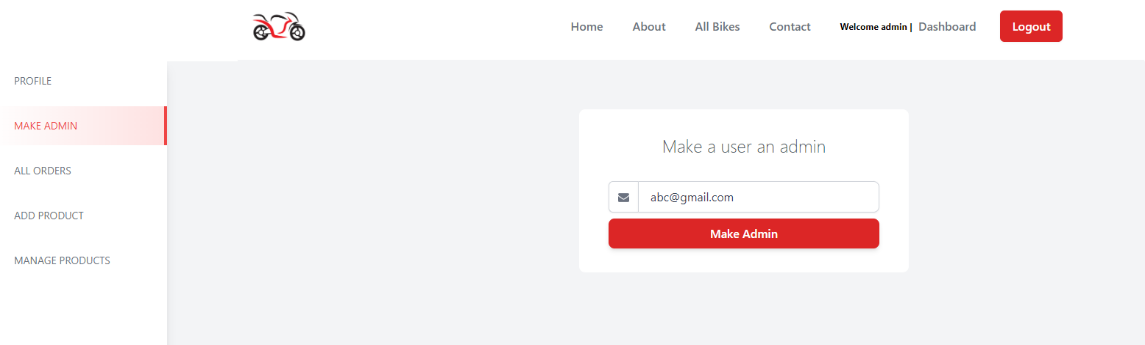 Home About All Bikes Contact Welcome admin | Dashboard Logout
PROFILE
MAKE ADMIN
ALL ORDERS
ADD PRODUCT
MANAGE PRODUCTS
Make a user an admin
abc@gmail.com
Make Admin